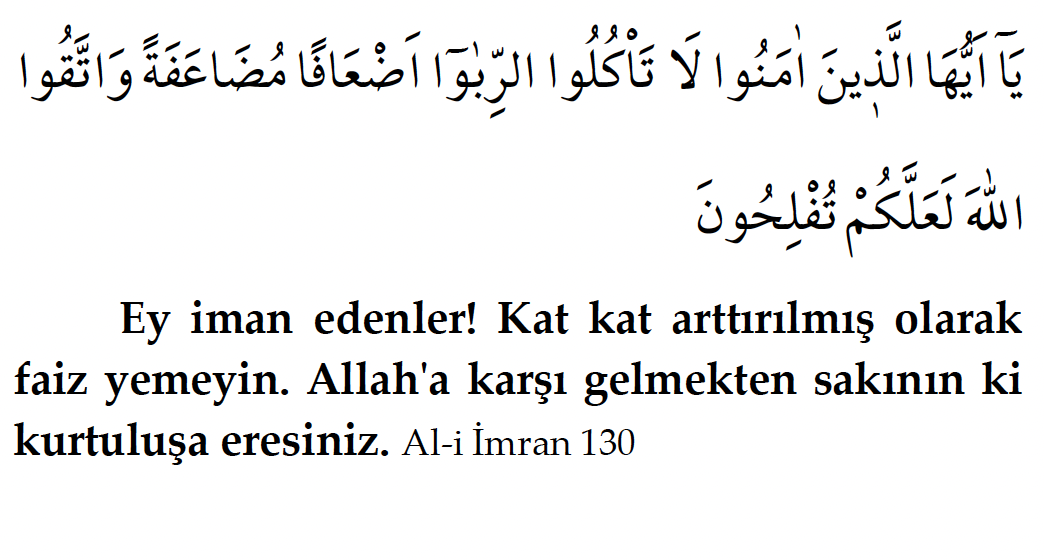 يَٓا اَيُّهَا الَّذ۪ينَ اٰمَنُوا لَا تَاْكُلُوا الرِّبٰوٓا اَضْعَافًا مُضَاعَفَةً وَاتَّقُوا
اللّٰهَ لَعَلَّكُمْ تُفْلِحُونَ
Ey iman edenler! Kat kat arttırılmış olarak
faiz yemeyin. Allah'a karşı gelmekten sakının ki
kurtuluşa eresiniz. Al-i İmran 130